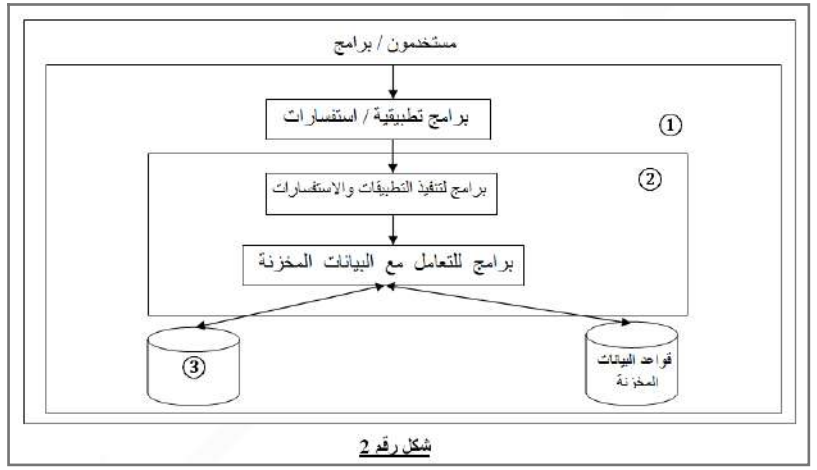 مستخدمون / برامج
برامج تطبيقية / استفسارات
①
②
برامج لتنفيذ التطبيقات والاستفسارات
برامج للتعامل مع البيانات المخزنة
③
قواعد البيانات
المخزنة
شكل رقم 2